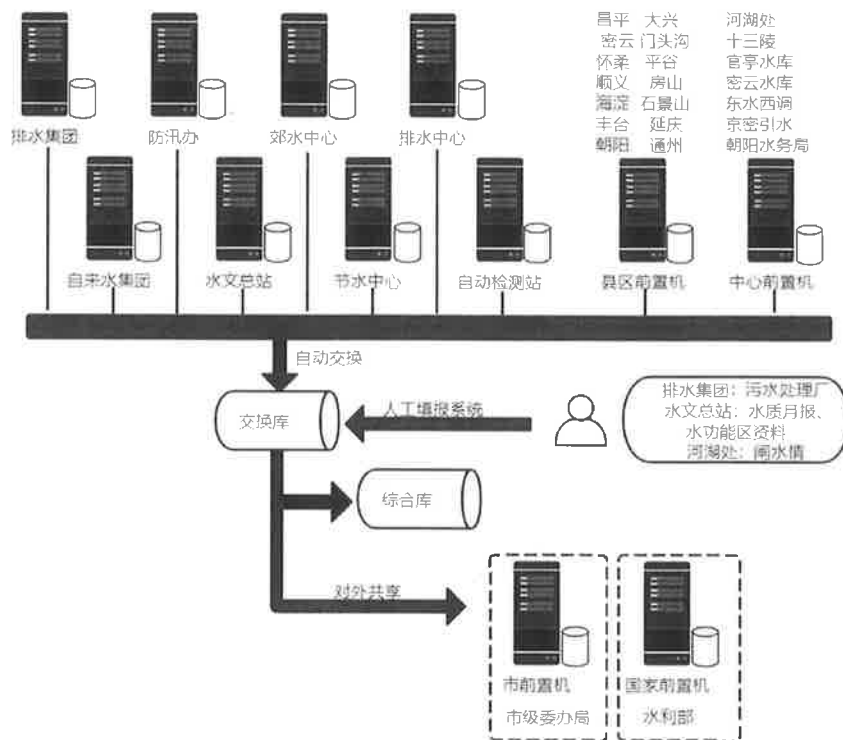 昌平 大兴 河湖处
密云 门头沟 十三陵
怀柔 平谷 官亭水库
顺义 房山 密云水库
海淀 石景山 东水西调
丰台 延庆 京密引水
朝阳 通州 朝阳水务局
排水集团 防汛办 郊水中心 排水中心
自来水集团 水文总站 节水中心 自动检测站 县区前置机 中心前置机
自动交换
交换库
人工填报系统
排水集团：污水处理厂
水文总站：水质月报、
水功能区资料
河湖处：闸水情
综合库
对外共享
市前置机 国家前置机
市级委办局 水利部